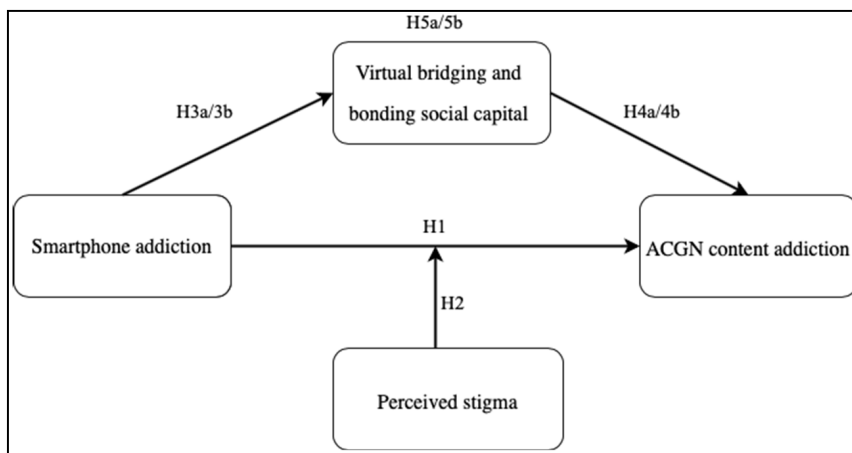 H5a/5b
Virtual bridging and
bonding social capital
H3a/3b
H4a/4b
Smartphone addiction
H1
ACGN content addiction
H2
Perceived stigma